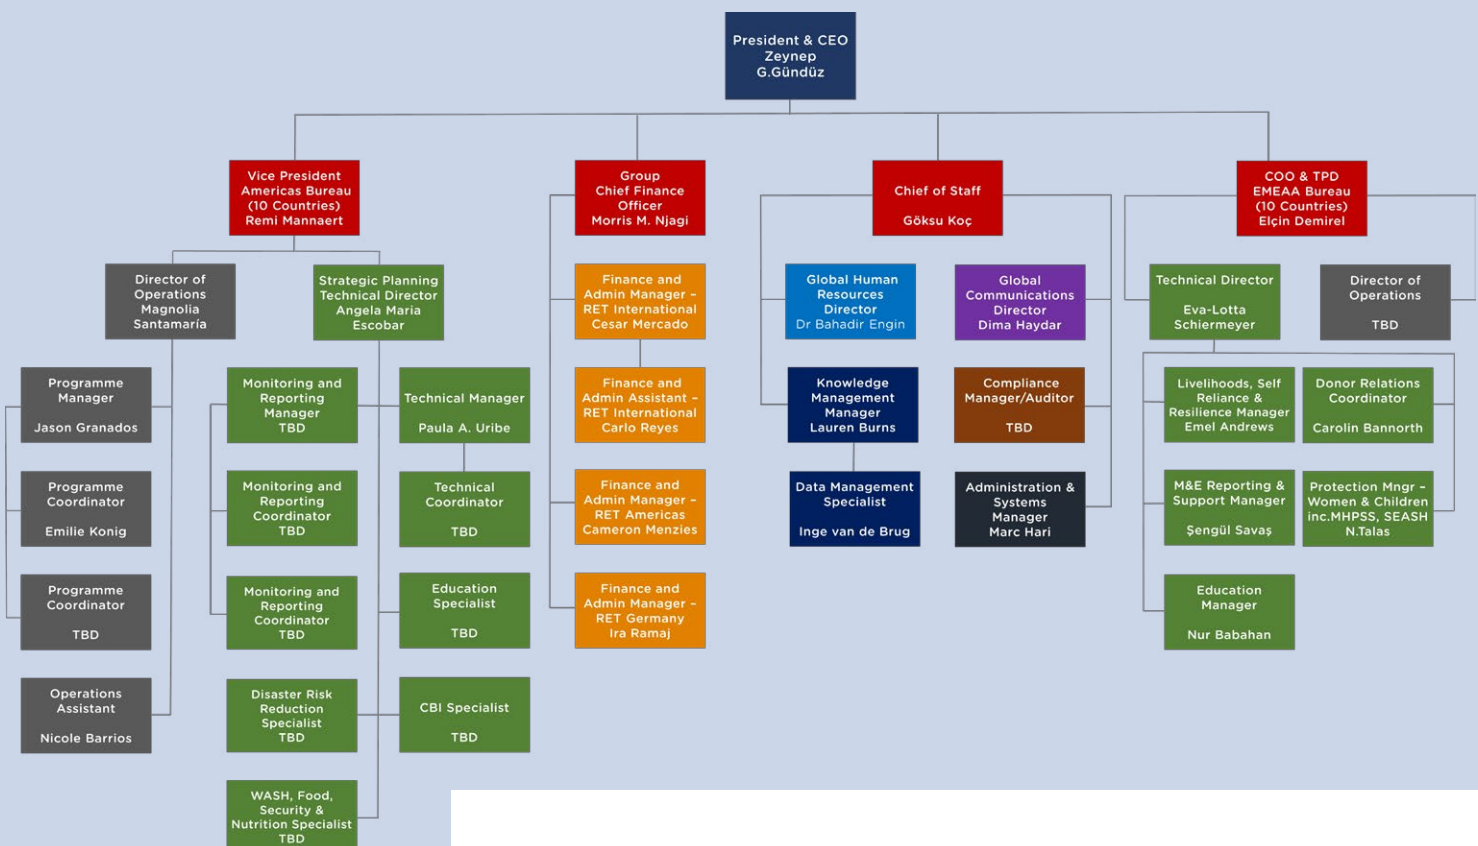 President & CEO
Zeynep
G.Gündüz
Vice President
Americas Bureau
(10 Countries)
Remi Mannaert
Group
Chief Finance
Officer
Morris M. Njagi
Chief of Staff
Göksu Koç
COO & TPD
EMEAA Bureau
(10 Countries)
Elçin Demirel
Director of
Operations
Magnolia
Santamaría
Strategic Planning
Technical Director
Angela Maria
Escobar
Finance and
Admin Manager –
RET International
Cesar Mercado
Global Human
Resources
Director
Dr Bahadir Engin
Global
Communications
Director
Dima Haydar
Technical Director
Eva-Lotta
Schiermeyer
Director of
Operations
TBD
Programme
Manager
Jason Granados
Monitoring and
Reporting
Manager
TBD
Technical Manager
Paula A. Uribe
Finance and
Admin Assistant –
RET International
Carlo Reyes
Knowledge
Management
Manager
Lauren Burns
Compliance
Manager/Auditor
TBD
Livelihoods, Self
Reliance &
Resilience Manager
Emel Andrews
Donor Relations
Coordinator
Carolin Bannorth
Programme
Coordinator
Emilie Konig
Monitoring and
Reporting
Coordinator
TBD
Technical
Coordinator
TBD
Finance and
Admin Manager –
RET Americas
Cameron Menzies
Data Management
Specialist
Inge van de Brug
Administration &
Systems
Manager
Marc Hari
M&E Reporting &
Support Manager
Şengül Savaş
Protection Mngr –
Women & Children
inc.MHPSS, SEASH
N.Talas
Programme
Coordinator
TBD
Monitoring and
Reporting
Coordinator
TBD
Education
Specialist
TBD
Finance and
Admin Manager –
RET Germany
Ira Ramaj
Education
Manager
Nur Babahan
Operations
Assistant
Nicole Barrios
Disaster Risk
Reduction
Specialist
TBD
CBI Specialist
TBD
WASH, Food,
Security &
Nutrition Specialist
TBD